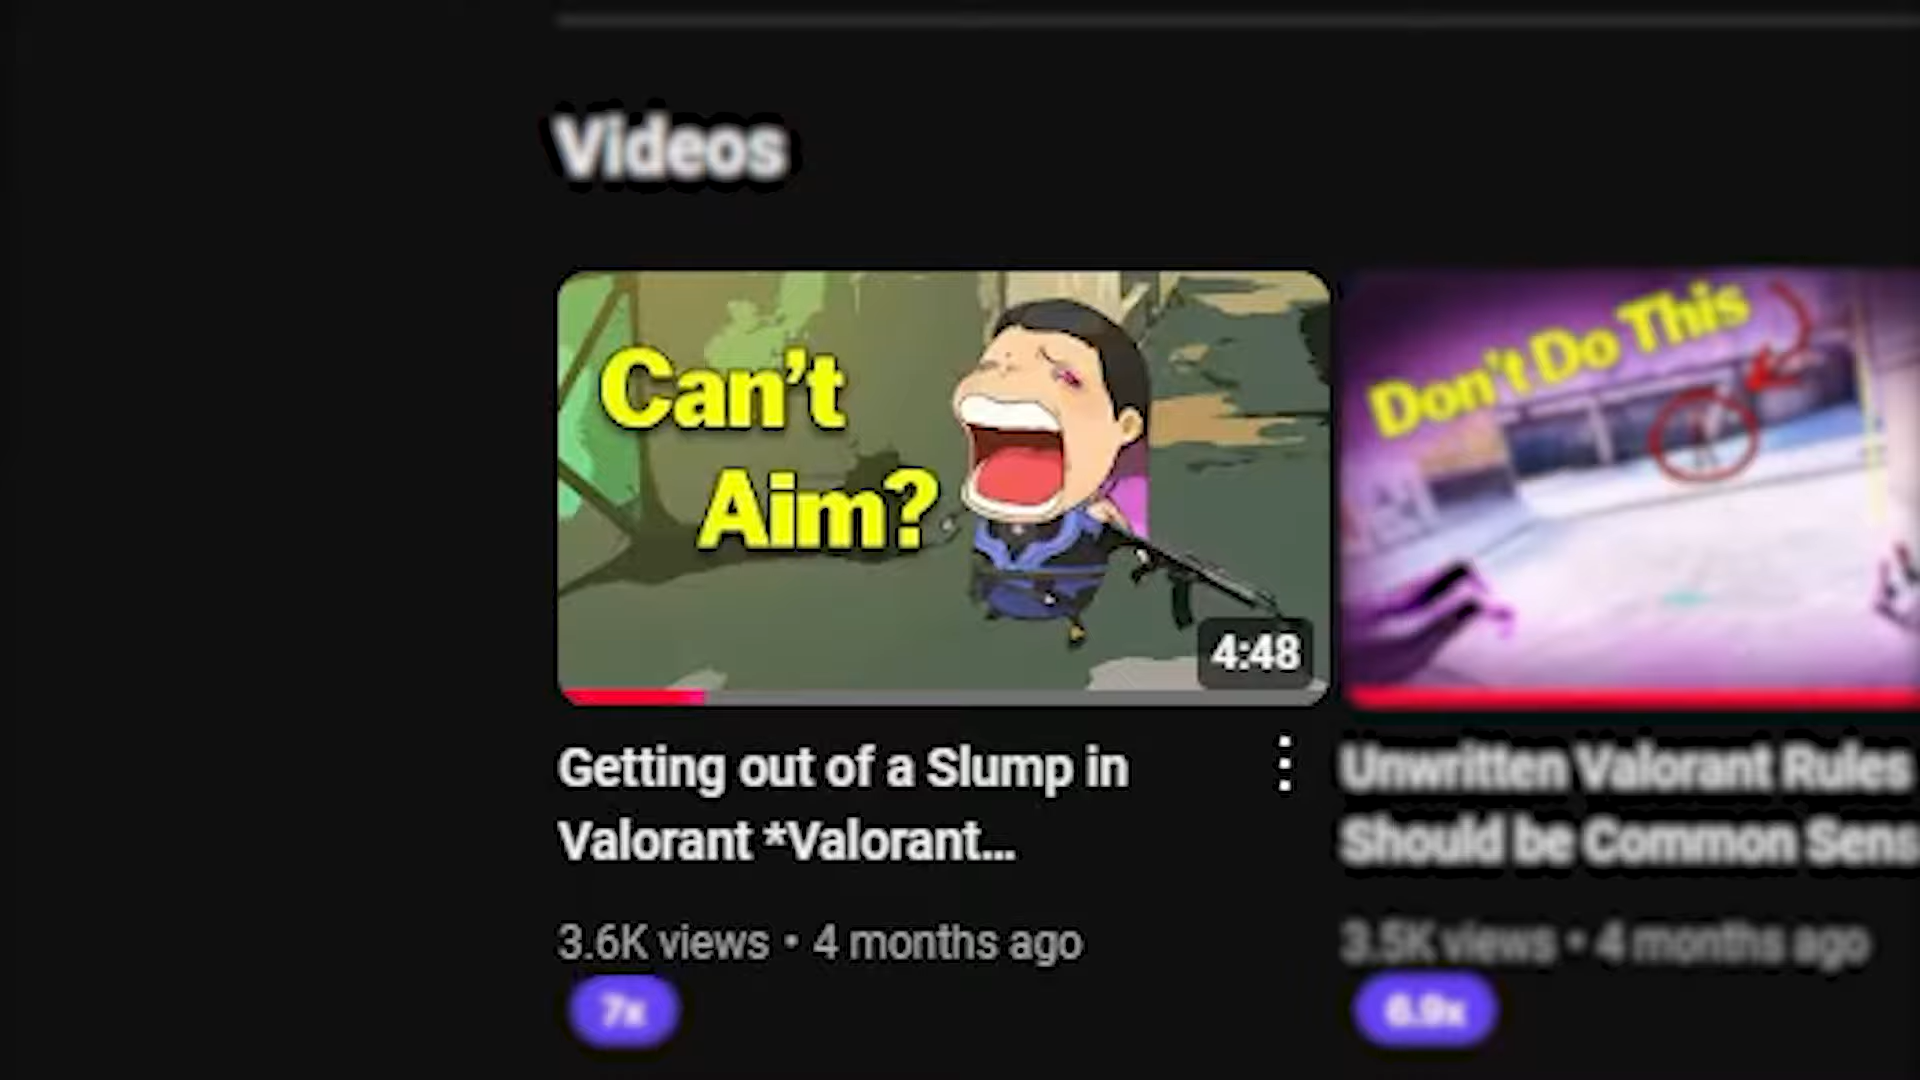 Videos
Can't
Aim?
4:48
Don't Do This
Getting out of a Slump in
Valorant *Valorant...
3.6K views • 4 months ago
7x
Unwritten Valorant Rules
Should be Common Sens
3.5K views • 4 months ago
6.9x